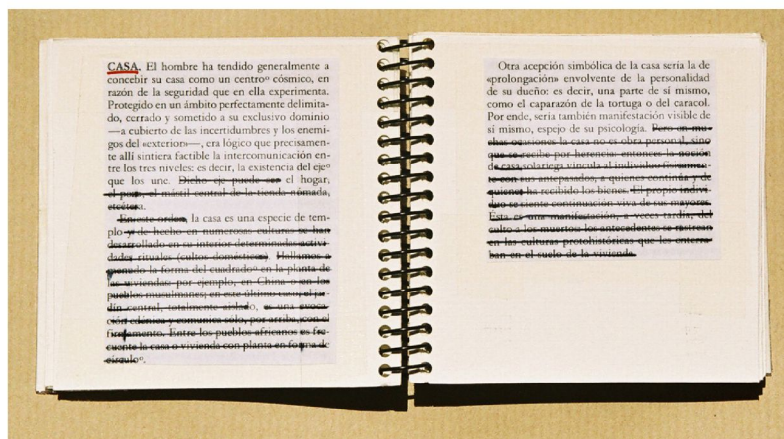 CASA. El hombre ha tendido generalmente a
concebir su casa como un centroº cósmico, en
razón de la seguridad que en ella experimenta.
Protegido en un ámbito perfectamente delimita-
do, cerrado y sometido a su exclusivo dominio
—a cubierto de las incertidumbres y los enemi-
gos del «exterior»—, era lógico que precisamen-
te allí sintiera factible la intercomunicación en-
tre los tres niveles: es decir, la existencia del ejeº
que los une. Dicho eje puede ser el hogar,
el palo, el mástil central de la tienda nómada,
etcétera.
En este orden, la casa es una especie de tem-
plo y de hecho en numerosas culturas se han
desarrollado en su interior determinadas activi-
dades rituales (cultos domésticos). Hallamos a
menudo la forma del cuadradoº en la planta de
las viviendas: por ejemplo, en China o en los
pueblos musulmanes; en este último caso, el jar-
dín central, totalmente aislado, es una evoca-
ción edénica y comunica sólo, por arriba, con el
firmamento. Entre los pueblos africanos es fre-
cuente la casa o vivienda con planta en forma de
círculoº.
Otra acepción simbólica de la casa sería la de
«prolongación» envolvente de la personalidad
de su dueño: es decir, una parte de sí mismo,
como el caparazón de la tortuga o del caracol.
Por ende, sería también manifestación visible de
sí mismo, espejo de su psicología. Pero en mu-
chas ocasiones la casa no es obra personal, sino
que se recibe por herencia: entonces la noción
de casa solariega vincula al individuo
con sus antepasados, a quienes continúa y de
quienes ha recibido los bienes. El propio indivi-
duo se siente continuación viva de sus mayores.
Ésta es una manifestación, a veces tardía, del
culto a los muertos: los antecedentes se rastrean
en las culturas protohistóricas que les enterra-
ban en el suelo de la vivienda.